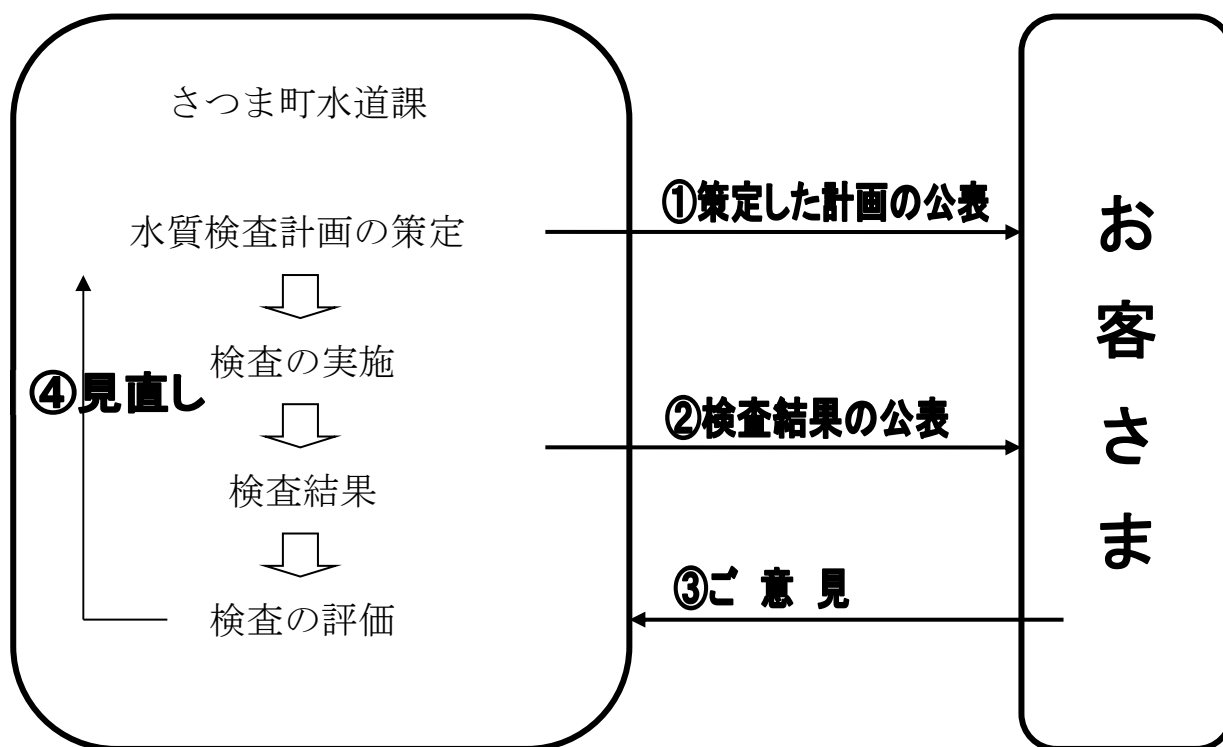 さつま町水道課
水質検査計画の策定
検査の実施
検査結果
検査の評価
④見直し
①策定した計画の公表
②検査結果の公表
③ご 意 見
お客さま